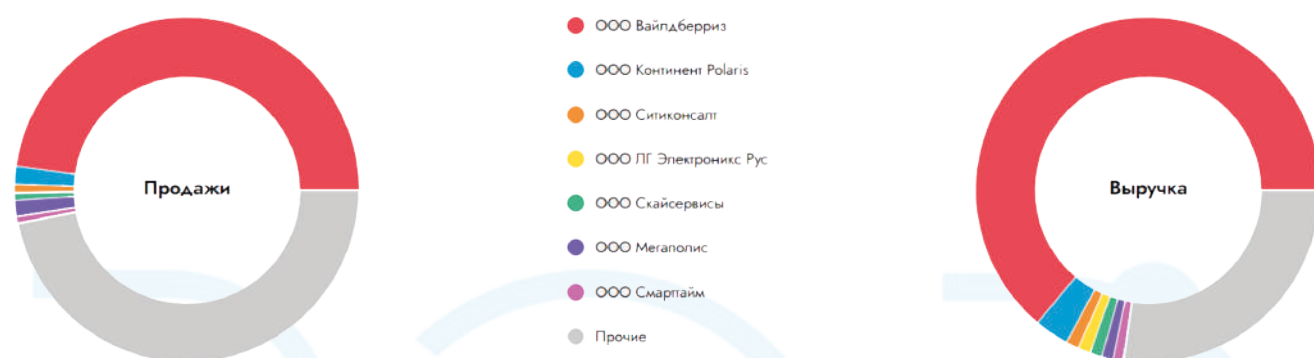 Продажи
ООО Вайлдберриз
ООО Континент Polaris
ООО Ситиконсалт
ООО ЛГ Электроникс Рус
ООО Скайсервисы
ООО Мегаполис
ООО Смарттайм
Прочие
Выручка